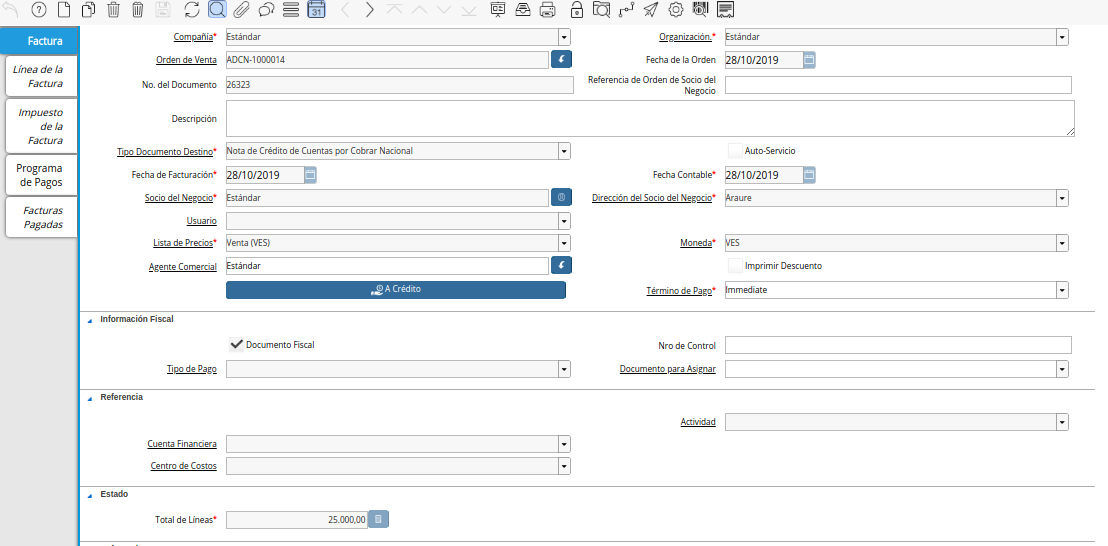 31
Factura
Línea de la
Factura
Impuesto
de la
Factura
Programa
de Pagos
Facturas
Pagadas
Compañía* Estándar Organización.* Estándar
Orden de Venta ADCN-1000014 Fecha de la Orden 28/10/2019
No. del Documento 26323 Referencia de Orden de Socio del
Negocio
Descripción
Tipo Documento Destino* Nota de Crédito de Cuentas por Cobrar Nacional Auto-Servicio
Fecha de Facturación* 28/10/2019 Fecha Contable* 28/10/2019
Socio del Negocio* Estándar Dirección del Socio del Negocio* Araure
Usuario
Lista de Precios* Venta (VES) Moneda* VES
Agente Comercial Estándar Imprimir Descuento
A Crédito Término de Pago* Immediate
Información Fiscal
Documento Fiscal Nro de Control
Tipo de Pago Documento para Asignar
Referencia
Actividad
Cuenta Financiera
Centro de Costos
Estado
Total de Líneas* 25.000,00